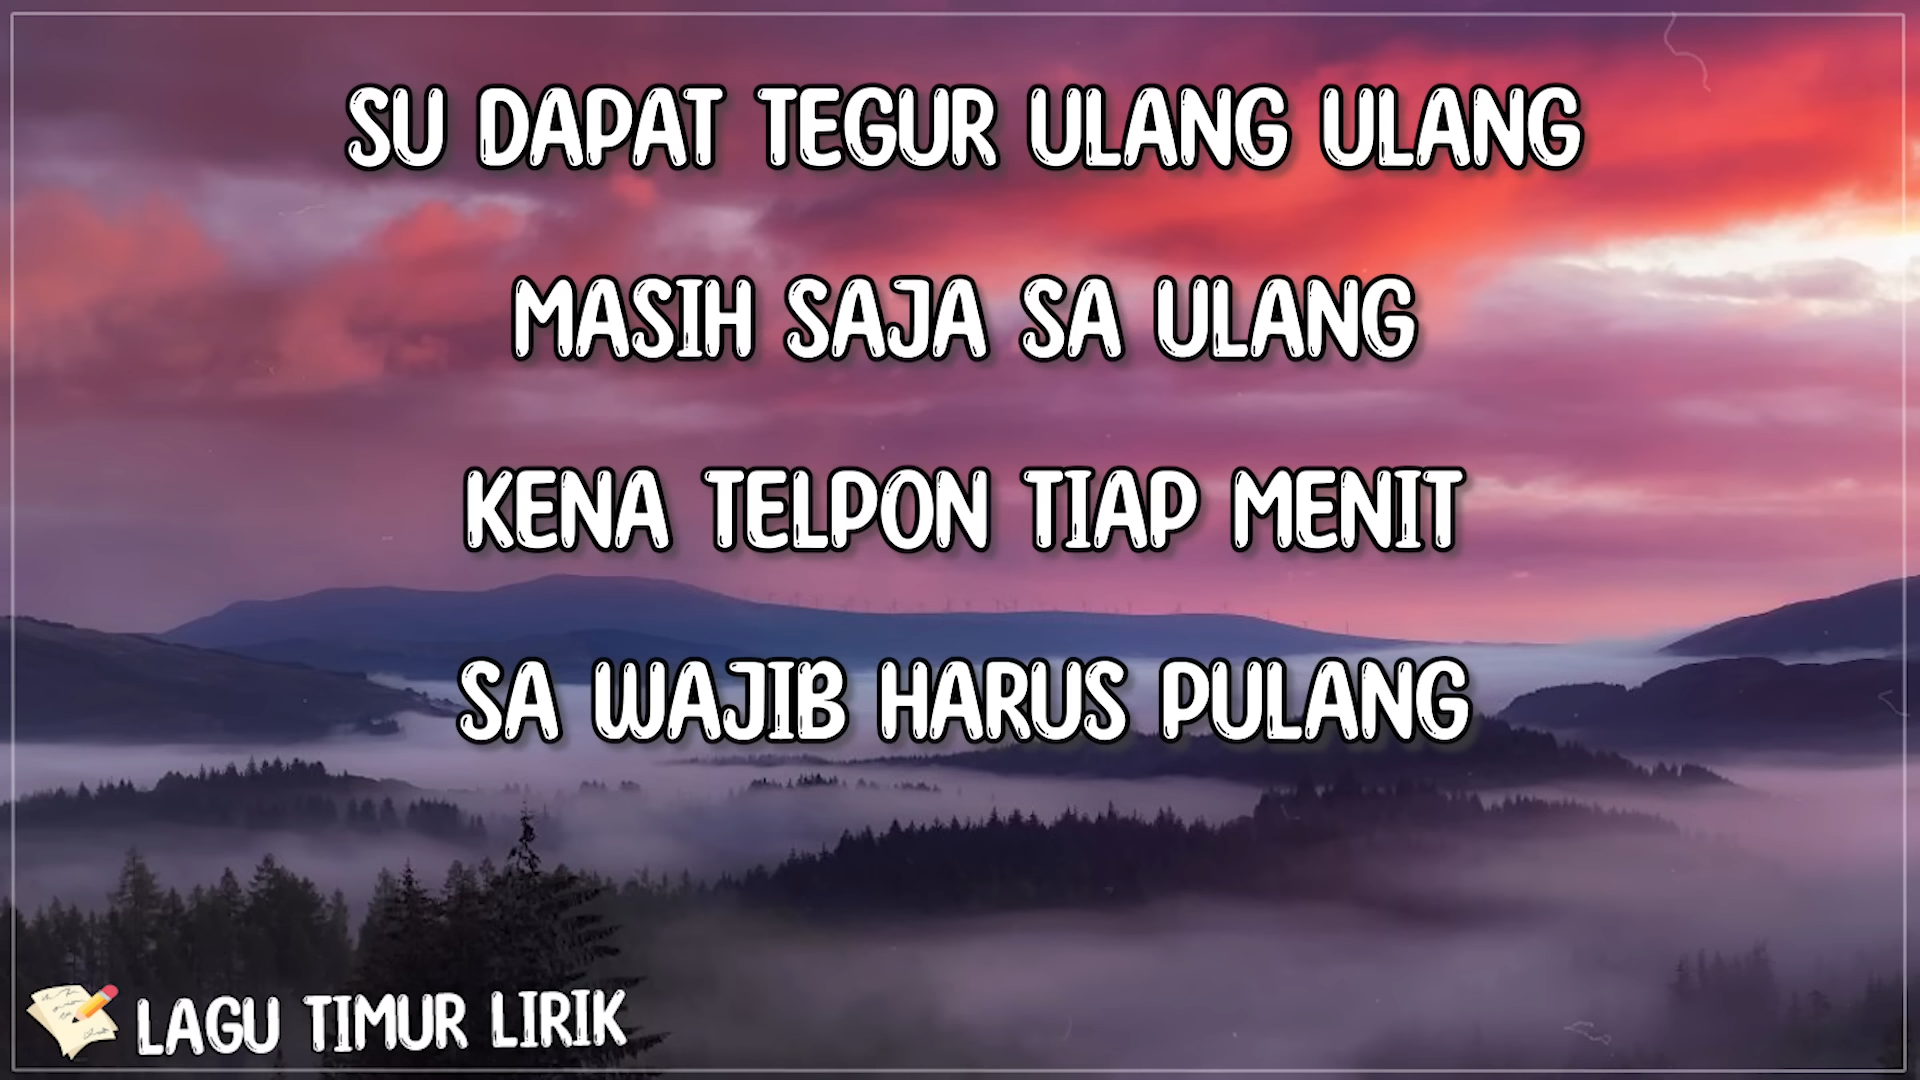 SU DAPAT TEGUR ULANG ULANG
MASIH SAJA SA ULANG
KENA TELPON TIAP MENIT
SA WAJIB HARUS PULANG
LAGU TIMUR LIRIK